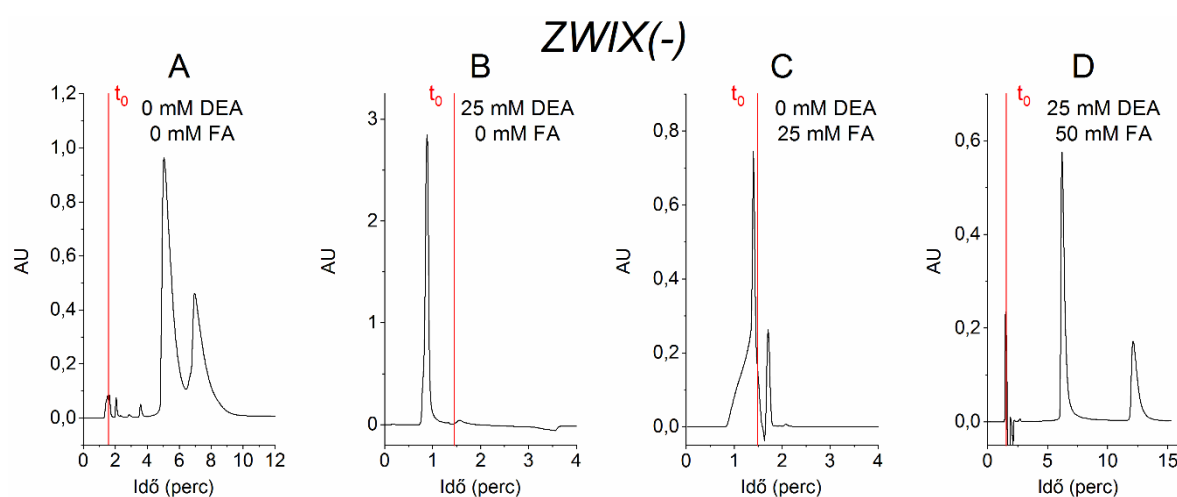 ZWIX(-)
A
t₀
0 mM DEA
0 mM FA
1,2
1,0
0,8
0,6
0,4
0,2
0,0
AU
0 2 4 6 8 10 12
Idő (perc)
B
t₀
25 mM DEA
0 mM FA
3
2
1
0
AU
0 1 2 3 4
Idő (perc)
C
t₀
0 mM DEA
25 mM FA
0,8
0,6
0,4
0,2
0,0
AU
0 1 2 3 4
Idő (perc)
D
t₀
25 mM DEA
50 mM FA
0,6
0,4
0,2
0,0
AU
0 5 10 15
Idő (perc)